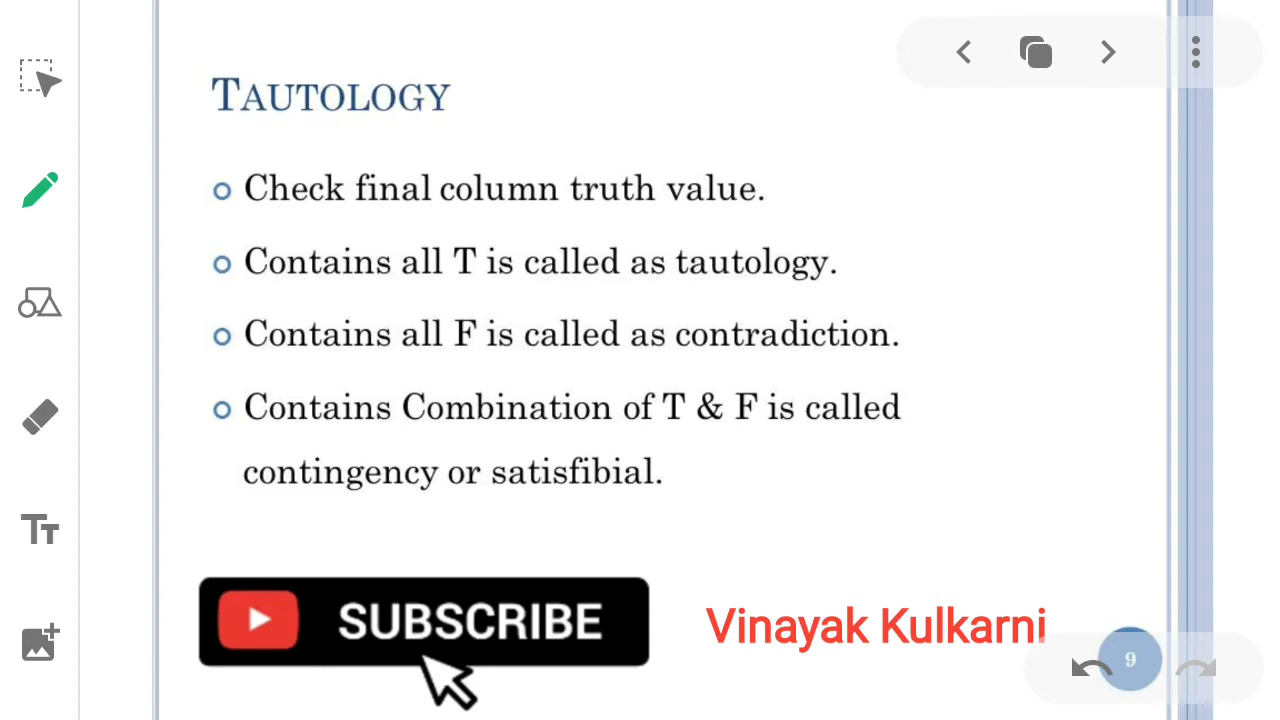 TAUTOLOGY
Check final column truth value.
Contains all T is called as tautology.
Contains all F is called as contradiction.
Contains Combination of T & F is called
contingency or satisfibial.
SUBSCRIBE
Vinayak Kulkarni
9
TT